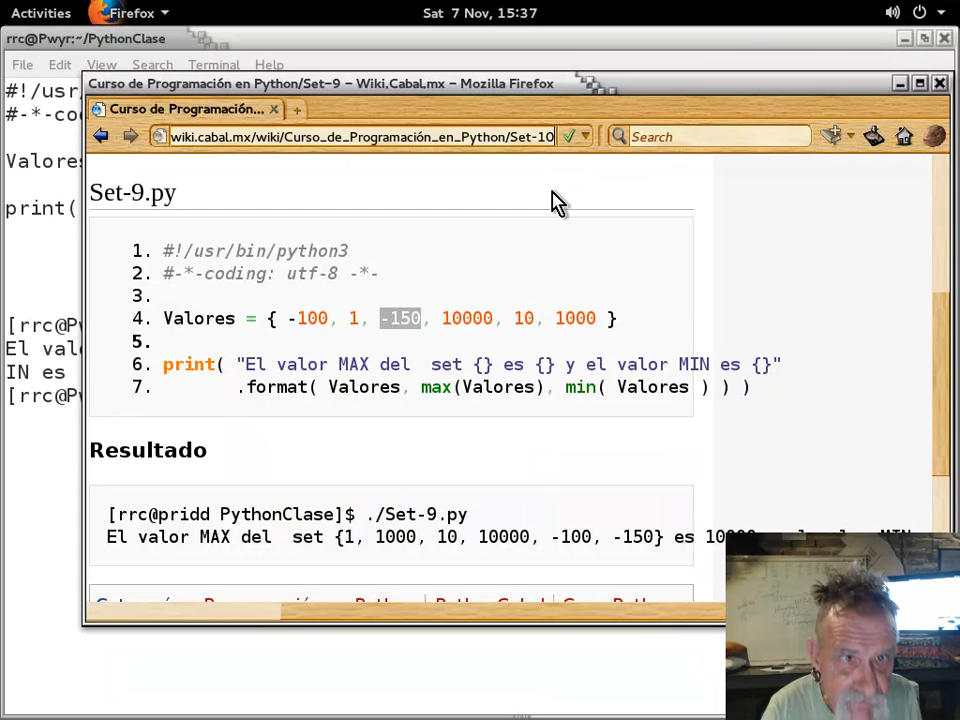 Activities Firefox Sat 7 Nov, 15:37
rrc@Pwyr:~/PythonClase
File Edit View Search Terminal Help
Curso de Programación en Python/Set-9 - Wiki.Cabal.mx - Mozilla Firefox
Curso de Programación...
wiki.cabal.mx/wiki/Curso_de_Programación_en_Python/Set-10 Search
#!/usr
#-*-co
Valores
print(
[rrc@P
El val
IN es
[rrc@P
Set-9.py
1. #!/usr/bin/python3
2. #-*-coding: utf-8 -*-
3.
4. Valores = { -100, 1, -150, 10000, 10, 1000 }
5.
6. print( "El valor MAX del  set {} es {} y el valor MIN es {}"
7. .format( Valores, max(Valores), min( Valores ) ) )
Resultado
[rrc@pridd PythonClase]$ ./Set-9.py
El valor MAX del  set {1, 1000, 10, 10000, -100, -150} es